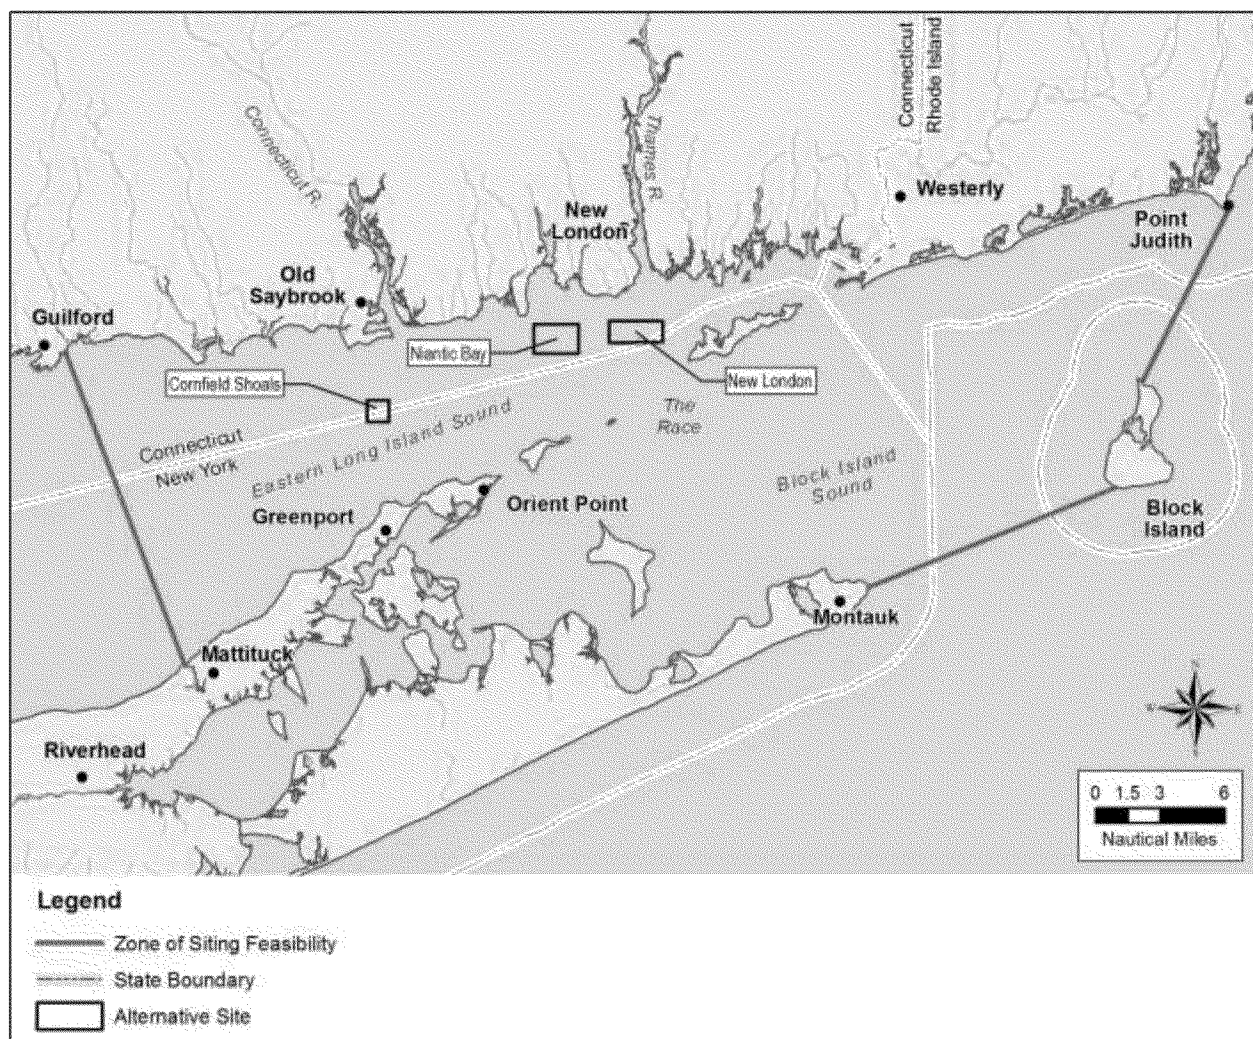 Connecticut
Rhode Island
Connecticut R.
Thames R.
Westerly
New
London
Point
Judith
Old
Saybrook
Guilford
Niantic Bay
Cornfield Shoals
New London
The
Race
Connecticut
New York
Eastern Long Island Sound
Block Island
Sound
Greenport
Orient Point
Block
Island
Montauk
Mattituck
Riverhead
N
W
E
S
0 1.5 3 6
Nautical Miles
Legend
Zone of Siting Feasibility
State Boundary
Alternative Site